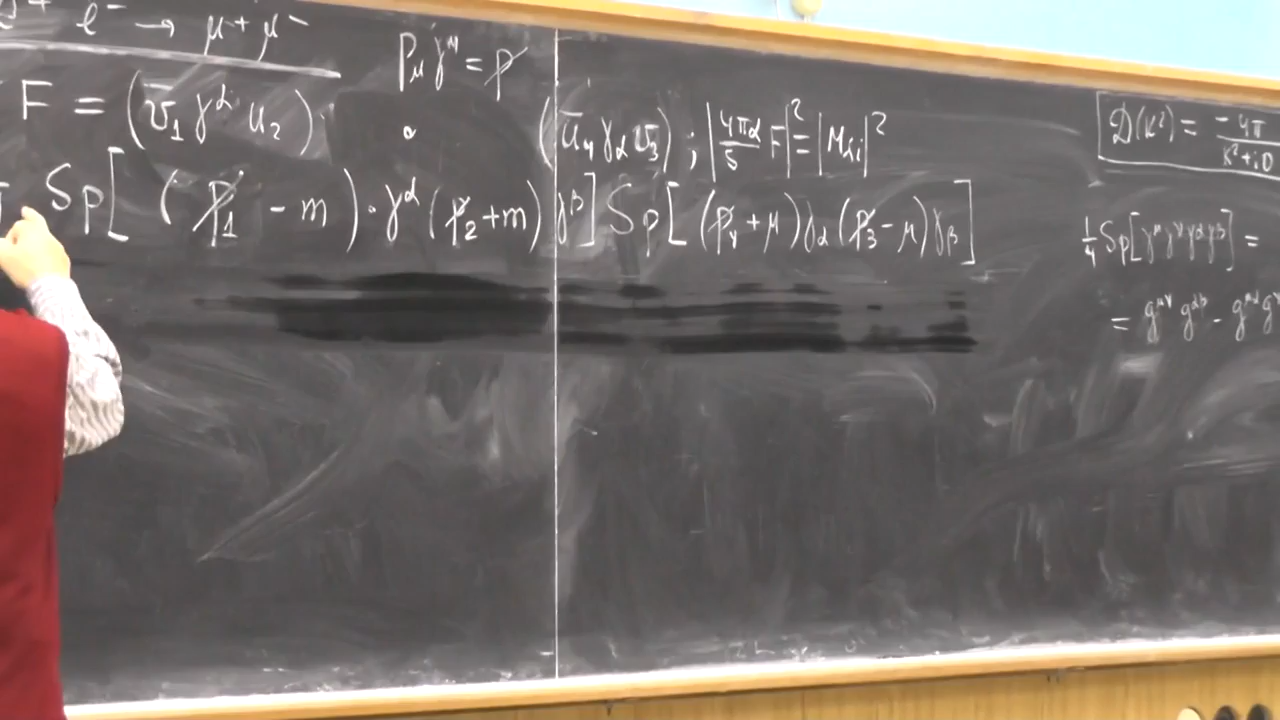 e⁻ → μ⁺ μ⁻
p_μ γ^μ = p̸
F = (v̄₁ γ^α u₂) · (ū₄ γ_α v₃) ; |4πα/s F|² = |M_fi|²
Sp[(p̸₁ - m) · γ^α (p̸₂ + m) γ^β] Sp[(p̸₄ + μ) γ_α (p̸₃ - μ) γ_β]
D(k²) = -4π / k² + i0
1/4 Sp[γ^μ γ^ν γ^α γ^β] =
= g^μν g^αβ - g^μα g